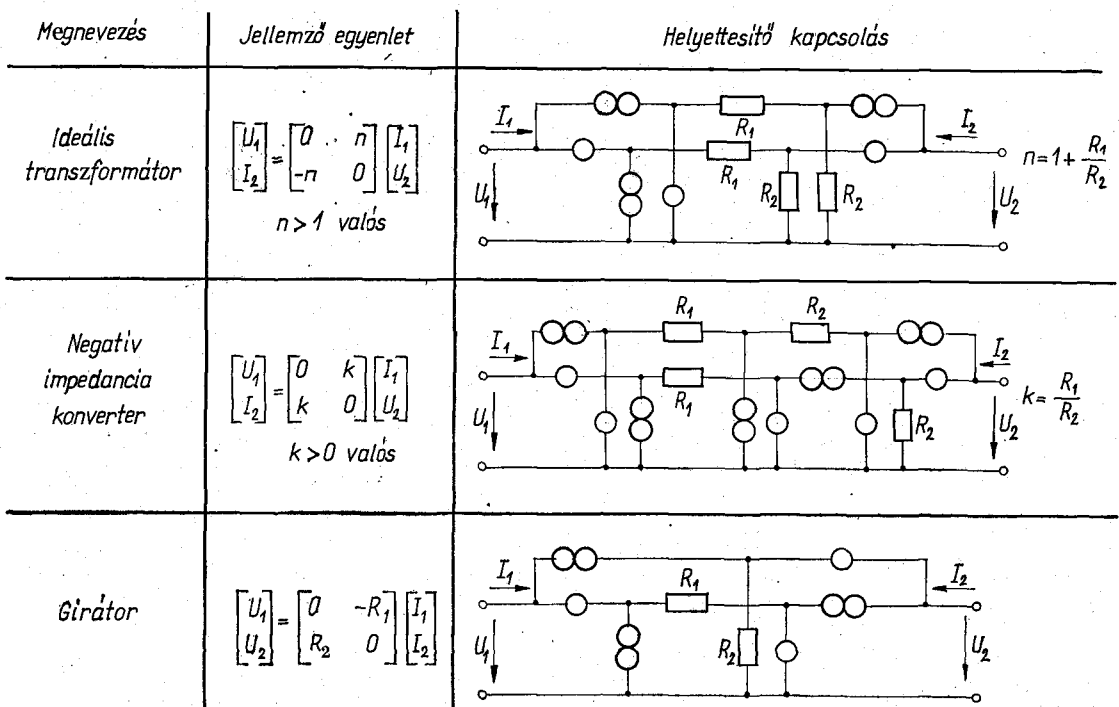 Megnevezés
Jellemző egyenlet
Helyettesítő kapcsolás
Ideális
transzformátor
[U₁ I₂] = [0 n; -n 0] [I₁ U₂]
n > 1 valós
I₁
R₁
I₂
R₁
n = 1 + R₁/R₂
U₁
R₂
R₂
U₂
Negatív
impedancia
konverter
[U₁ I₂] = [0 k; k 0] [I₁ U₂]
k > 0 valós
R₁
R₂
I₁
I₂
R₁
k = R₁/R₂
U₁
R₂
U₂
Girátor
[U₁ U₂] = [0 -R₁; R₂ 0] [I₁ I₂]
I₁
R₁
I₂
U₁
R₂
U₂